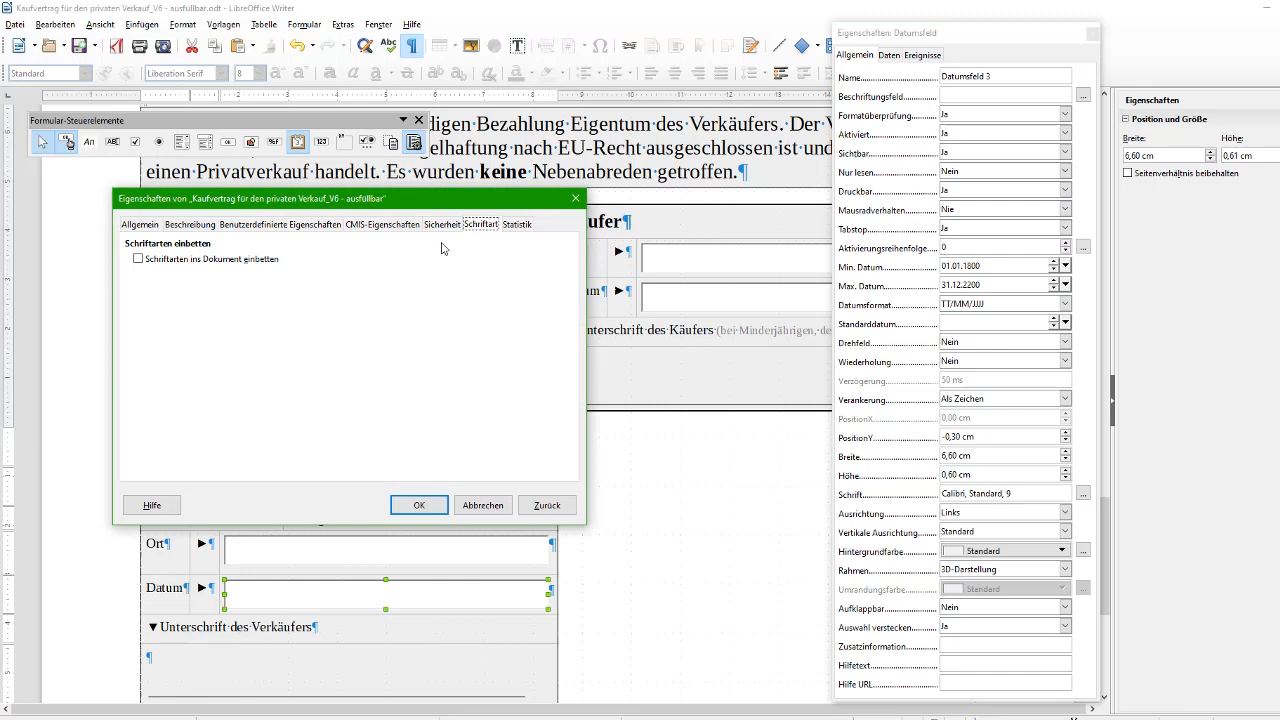 Kaufvertrag für den privaten Verkauf_V6 - ausfüllbar.odt - LibreOffice Writer
Datei Bearbeiten Ansicht Einfügen Format Vorlagen Tabelle Formular Extras Fenster Hilfe
Standard Liberation Serif 8
Formular-Steuerelemente
ligen Bezahlung Eigentum des Verkäufers. Der V
gelhaftung nach EU-Recht ausgeschlossen ist und
einen Privatverkauf handelt. Es wurden keine Nebenabreden getroffen.¶
Eigenschaften von „Kaufvertrag für den privaten Verkauf_V6 - ausfüllbar"
Allgemein Beschreibung Benutzerdefinierte Eigenschaften CMIS-Eigenschaften Sicherheit Schriftart Statistik
Schriftarten einbetten
Schriftarten ins Dokument einbetten
Hilfe OK Abbrechen Zurück
ufer¶
▶¶
um¶ ▶¶
nterschrift des Käufers (bei Minderjährigen, de
Ort¶ ▶¶ ¶
Datum¶ ▶¶ ¶
▼Unterschrift des Verkäufers¶
¶
Eigenschaften: Datumsfeld
Allgemein Daten Ereignisse
Name Datumsfeld 3
Beschriftungsfeld ...
Formatüberprüfung Ja
Aktiviert Ja
Sichtbar Ja
Nur lesen Nein
Druckbar Ja
Mausradverhalten Nie
Tabstop Ja
Aktivierungsreihenfolge 0 ...
Min. Datum 01.01.1800
Max. Datum 31.12.2200
Datumsformat TT/MM/JJJJ
Standarddatum
Drehfeld Nein
Wiederholung Nein
Verzögerung 50 ms
Verankerung Als Zeichen
PositionX 0,00 cm
PositionY -0,30 cm
Breite 6,60 cm
Höhe 0,60 cm
Schrift Calibri, Standard, 9 ...
Ausrichtung Links
Vertikale Ausrichtung Standard
Hintergrundfarbe Standard ...
Rahmen 3D-Darstellung
Umrandungsfarbe Standard ...
Aufklappbar Nein
Auswahl verstecken Ja
Zusatzinformation
Hilfetext
Hilfe URL
Eigenschaften
Position und Größe
Breite: Höhe:
6,60 cm 0,61 cm
Seitenverhältnis beibehalten